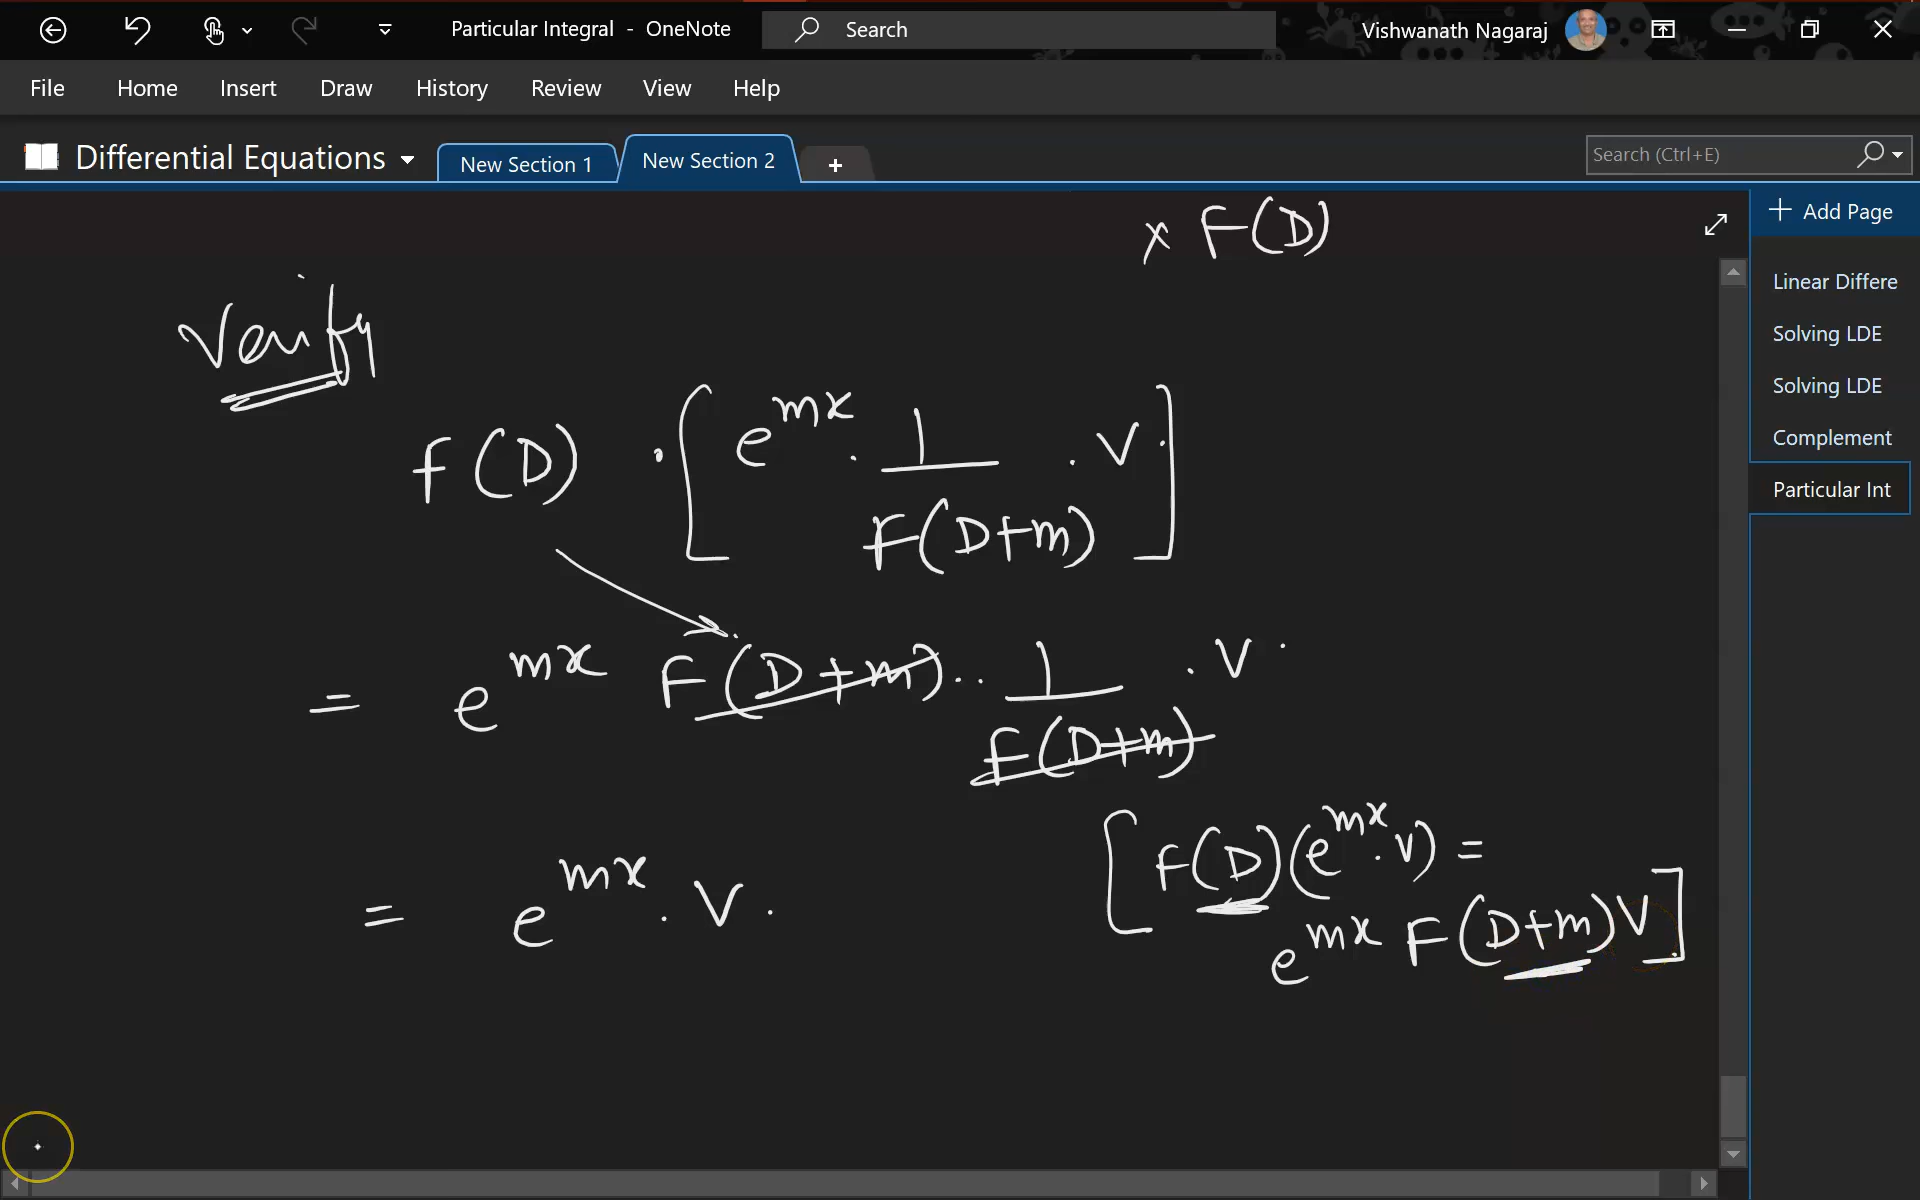 Particular Integral - OneNote
Search
Vishwanath Nagaraj
File Home Insert Draw History Review View Help
Differential Equations
New Section 1
New Section 2
+
Search (Ctrl+E)
+ Add Page
Linear Differe
Solving LDE
Solving LDE
Complement
Particular Int
x F(D)
Verify
f(D) · [e^{mx} · 1/F(D+m) · V·]
= e^{mx} F(D+m) ·· 1/F(D+m) · V ·
= e^{mx} · V ·
[F(D)(e^{mx} · V) =
e^{mx} F(D+m) V]